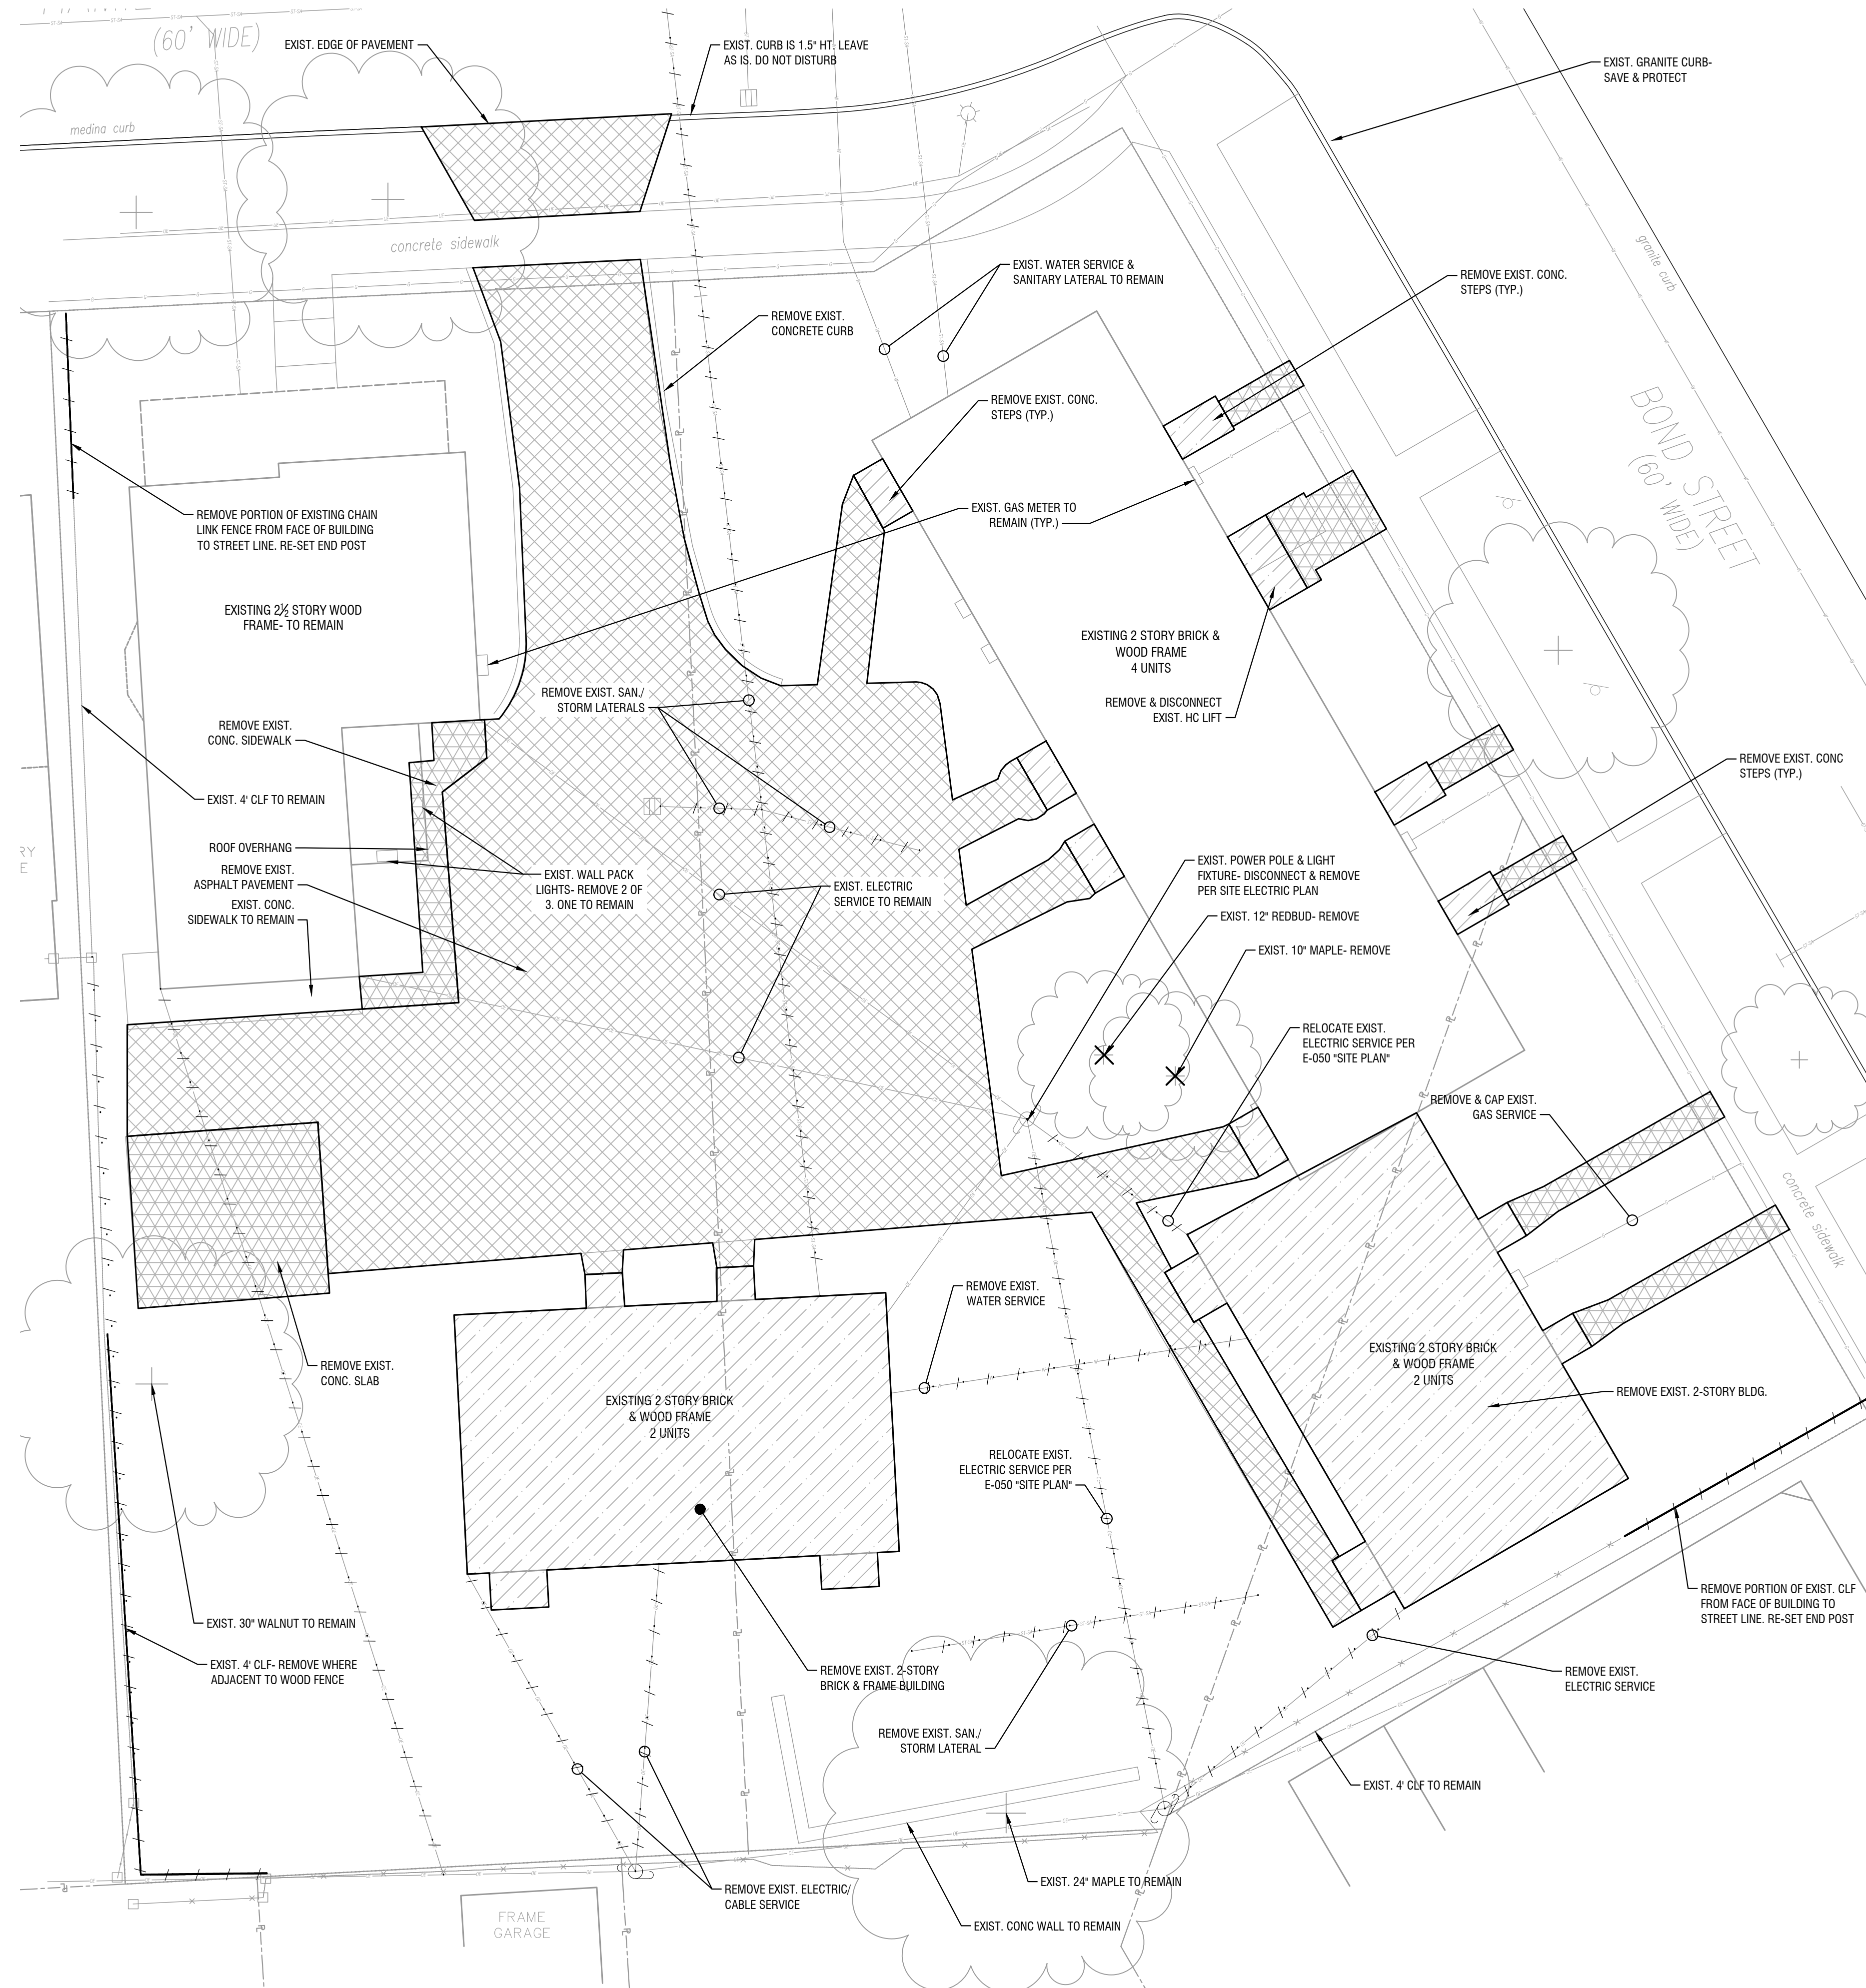 (60' WIDE)
EXIST. EDGE OF PAVEMENT
EXIST. CURB IS 1.5" HT. LEAVE
AS IS. DO NOT DISTURB
EXIST. GRANITE CURB-
SAVE & PROTECT
medina curb
concrete sidewalk
granite curb
EXIST. WATER SERVICE &
SANITARY LATERAL TO REMAIN
REMOVE EXIST. CONC.
STEPS (TYP.)
REMOVE EXIST.
CONCRETE CURB
BOND STREET
(60' WIDE)
REMOVE EXIST. CONC.
STEPS (TYP.)
REMOVE PORTION OF EXISTING CHAIN
LINK FENCE FROM FACE OF BUILDING
TO STREET LINE. RE-SET END POST
EXIST. GAS METER TO
REMAIN (TYP.)
EXISTING 2½ STORY WOOD
FRAME- TO REMAIN
EXISTING 2 STORY BRICK &
WOOD FRAME
4 UNITS
REMOVE EXIST. SAN./
STORM LATERALS
REMOVE & DISCONNECT
EXIST. HC LIFT
REMOVE EXIST.
CONC. SIDEWALK
REMOVE EXIST. CONC
STEPS (TYP.)
EXIST. 4' CLF TO REMAIN
RY
E
ROOF OVERHANG
REMOVE EXIST.
ASPHALT PAVEMENT
EXIST. CONC.
SIDEWALK TO REMAIN
EXIST. WALL PACK
LIGHTS- REMOVE 2 OF
3. ONE TO REMAIN
EXIST. ELECTRIC
SERVICE TO REMAIN
EXIST. POWER POLE & LIGHT
FIXTURE- DISCONNECT & REMOVE
PER SITE ELECTRIC PLAN
EXIST. 12" REDBUD- REMOVE
EXIST. 10" MAPLE- REMOVE
RELOCATE EXIST.
ELECTRIC SERVICE PER
E-050 "SITE PLAN"
REMOVE & CAP EXIST.
GAS SERVICE
concrete sidewalk
REMOVE EXIST.
WATER SERVICE
REMOVE EXIST.
CONC. SLAB
EXISTING 2 STORY BRICK
& WOOD FRAME
2 UNITS
EXISTING 2 STORY BRICK
& WOOD FRAME
2 UNITS
REMOVE EXIST. 2-STORY BLDG.
RELOCATE EXIST.
ELECTRIC SERVICE PER
E-050 "SITE PLAN"
REMOVE PORTION OF EXIST. CLF
FROM FACE OF BUILDING TO
STREET LINE. RE-SET END POST
EXIST. 30" WALNUT TO REMAIN
EXIST. 4' CLF- REMOVE WHERE
ADJACENT TO WOOD FENCE
REMOVE EXIST. 2-STORY
BRICK & FRAME BUILDING
REMOVE EXIST.
ELECTRIC SERVICE
REMOVE EXIST. SAN./
STORM LATERAL
EXIST. 4' CLF TO REMAIN
REMOVE EXIST. ELECTRIC/
CABLE SERVICE
EXIST. 24" MAPLE TO REMAIN
EXIST. CONC WALL TO REMAIN
FRAME
GARAGE